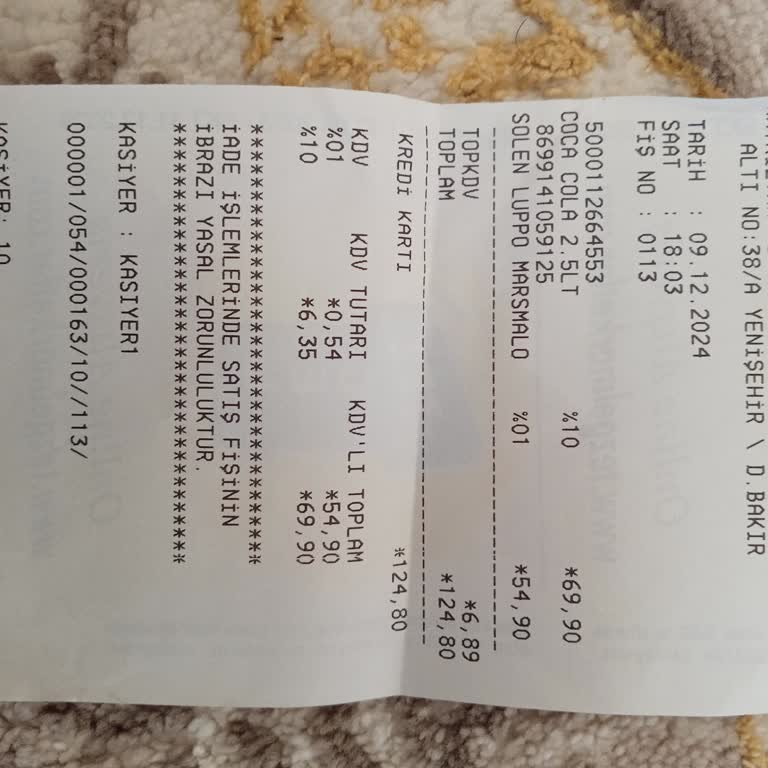 ALTI NO:38/A YENİŞEHİR \ D.BAKIR
TARİH : 09.12.2024
SAAT : 18:03
FİŞ NO : 0113
5000112664553
COCA COLA 2.5LT %10 *69,90
8699141059125
SOLEN LUPPO MARSMALO %01 *54,90
TOPKDV *6,89
TOPLAM *124,80
KREDİ KARTI *124,80
KDV KDV TUTARI KDV'LI TOPLAM
%01 *0,54 *54,90
%10 *6,35 *69,90
İADE İŞLEMLERİNDE SATIŞ FİŞİNİN
İBRAZI YASAL ZORUNLULUKTUR.
KASİYER : KASIYER1
000001/054/000163/10//113/
KASİYER: 10